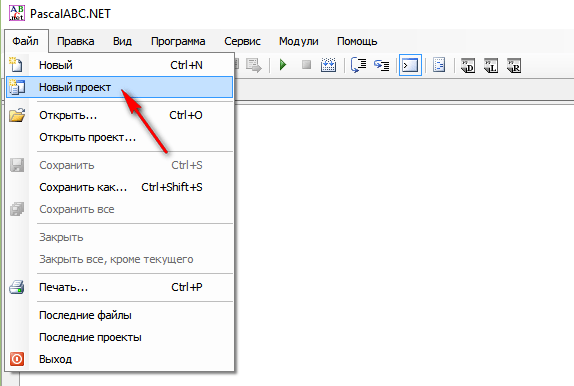 PascalABC.NET
Файл Правка Вид Программа Сервис Модули Помощь
Новый Ctrl+N
Новый проект
Открыть... Ctrl+O
Открыть проект...
Сохранить Ctrl+S
Сохранить как... Ctrl+Shift+S
Сохранить все
Закрыть
Закрыть все, кроме текущего
Печать... Ctrl+P
Последние файлы
Последние проекты
Выход